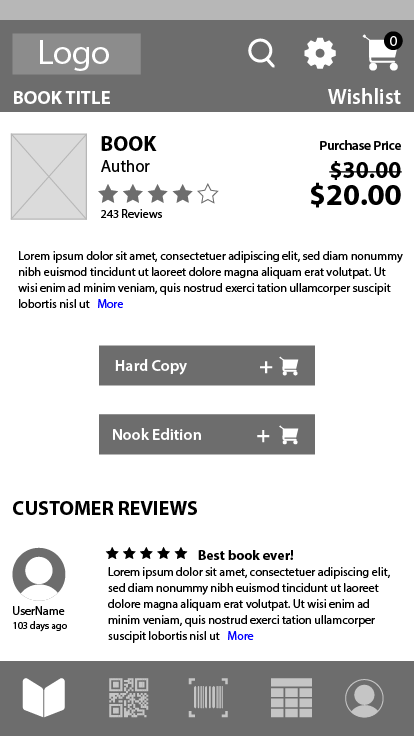 Logo
0
BOOK TITLE
Wishlist
BOOK
Author
243 Reviews
Purchase Price
$30.00
$20.00
Lorem ipsum dolor sit amet, consectetuer adipiscing elit, sed diam nonummy
nibh euismod tincidunt ut laoreet dolore magna aliquam erat volutpat. Ut
wisi enim ad minim veniam, quis nostrud exerci tation ullamcorper suscipit
lobortis nisl ut More
Hard Copy +
Nook Edition +
CUSTOMER REVIEWS
UserName
103 days ago
Best book ever!
Lorem ipsum dolor sit amet, consectetuer adipiscing elit,
sed diam nonummy nibh euismod tincidunt ut laoreet
dolore magna aliquam erat volutpat. Ut wisi enim ad
minim veniam, quis nostrud exerci tation ullamcorper
suscipit lobortis nisl ut More